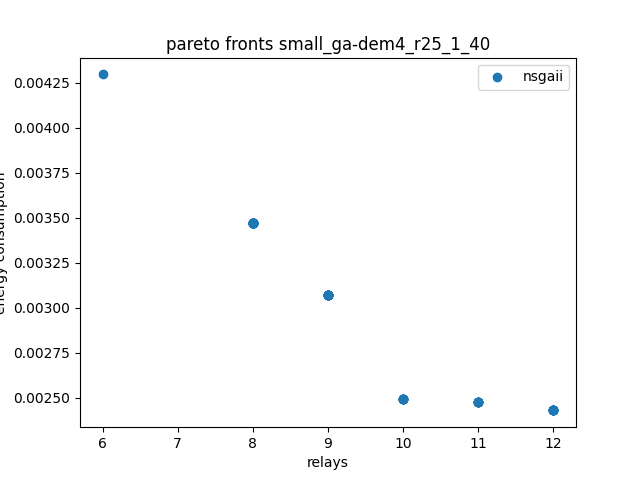 pareto fronts small_ga-dem4_r25_1_40
nsgaii
0.00425
0.00400
0.00375
0.00350
0.00325
0.00300
0.00275
0.00250
energy consumption
6 7 8 9 10 11 12
relays